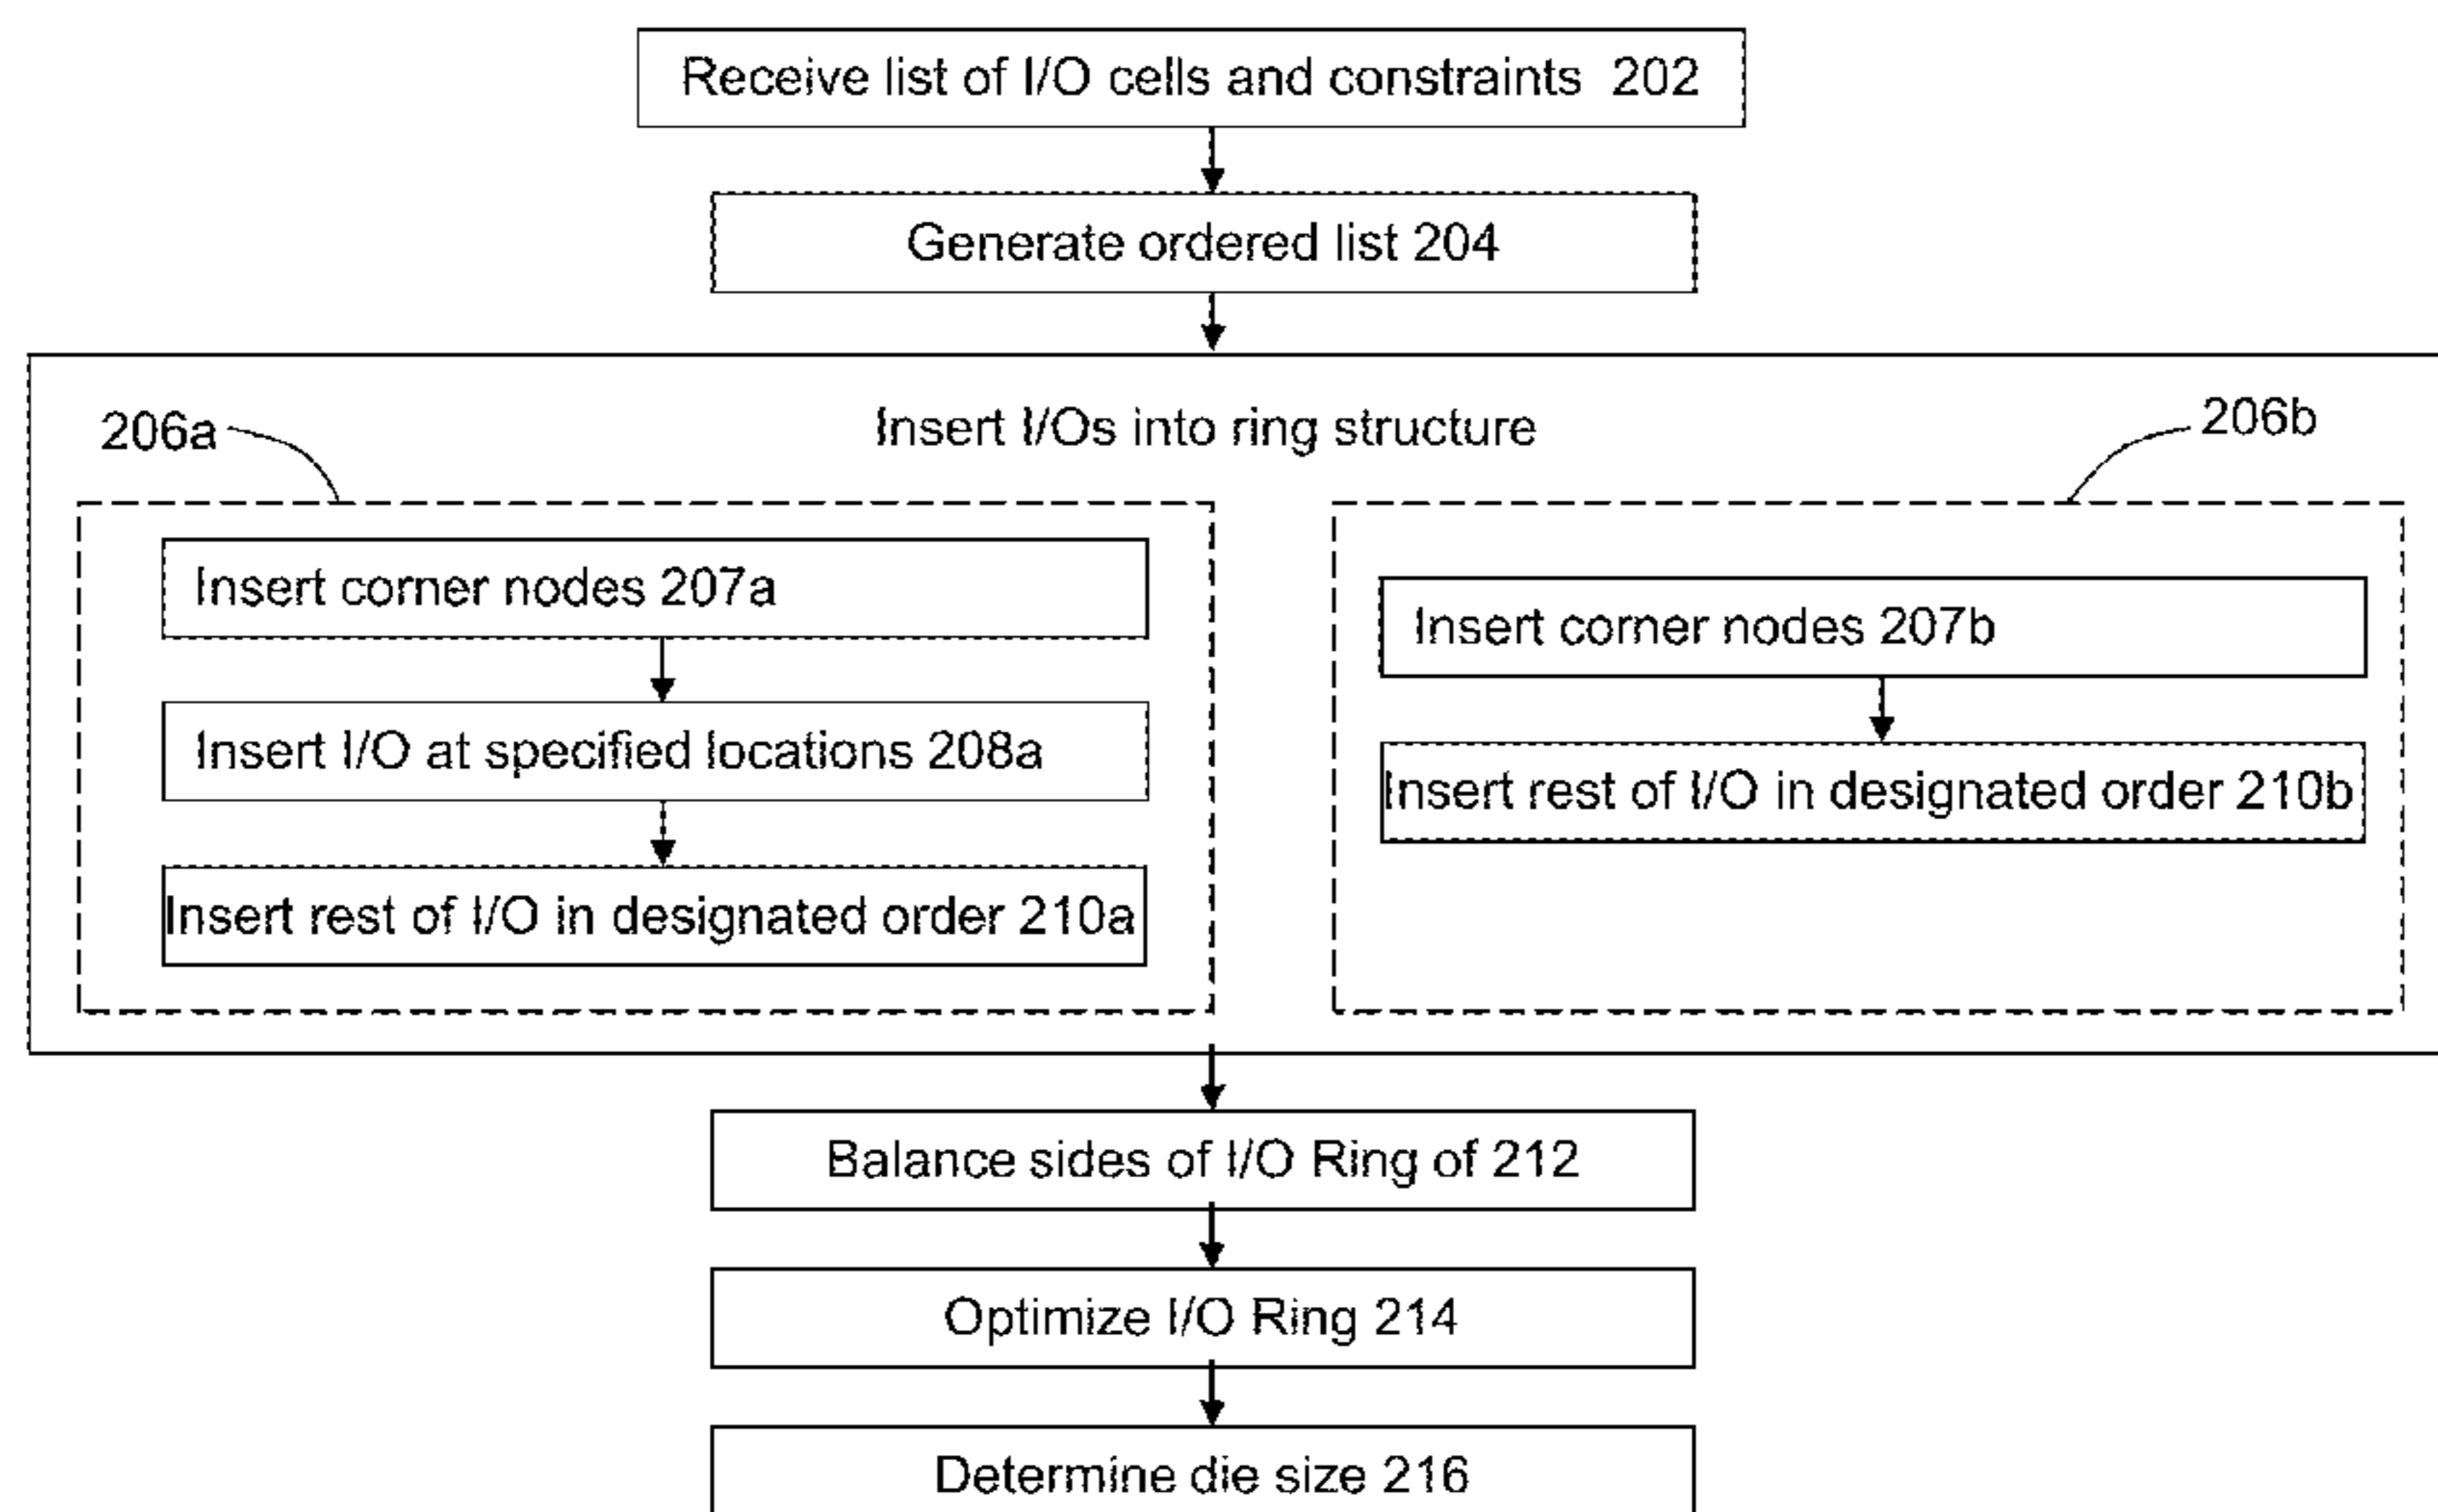 Receive list of I/O cells and constraints 202
Generate ordered list 204
Insert I/Os into ring structure
206a
206b
Insert corner nodes 207a
Insert I/O at specified locations 208a
Insert rest of I/O in designated order 210a
Insert corner nodes 207b
Insert rest of I/O in designated order 210b
Balance sides of I/O Ring of 212
Optimize I/O Ring 214
Determine die size 216